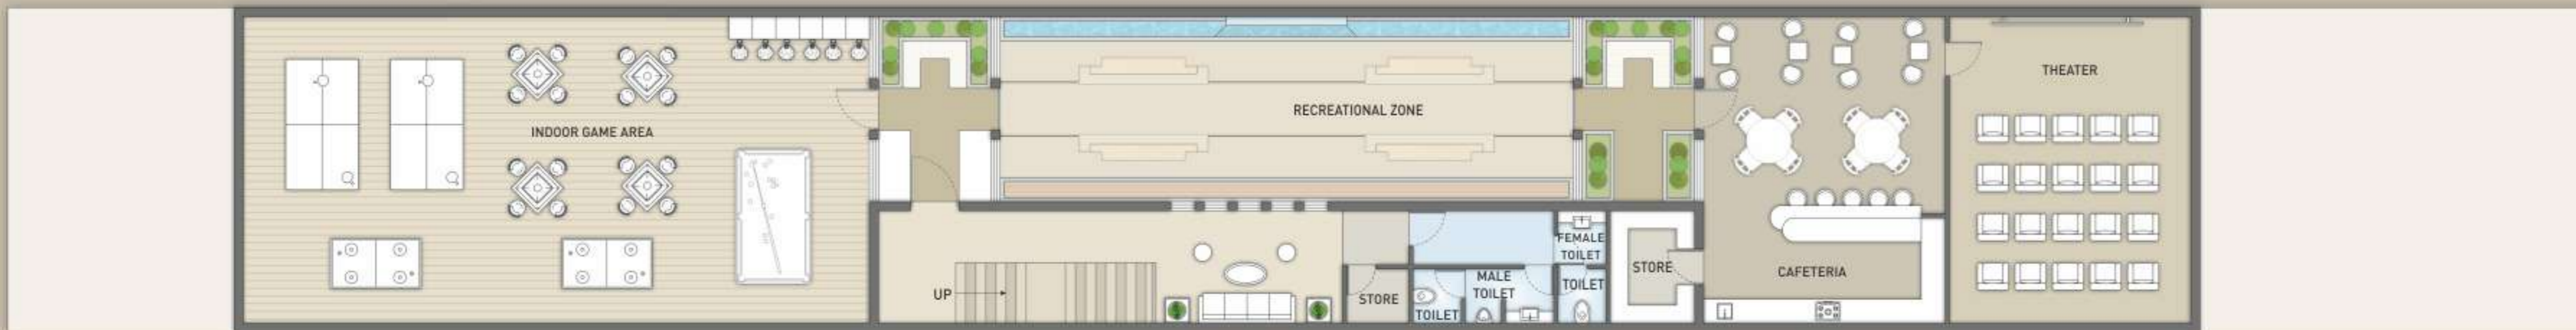 THEATER
RECREATIONAL ZONE
INDOOR GAME AREA
FEMALE
TOILET
STORE
CAFETERIA
MALE
TOILET
TOILET
UP
STORE
TOILET